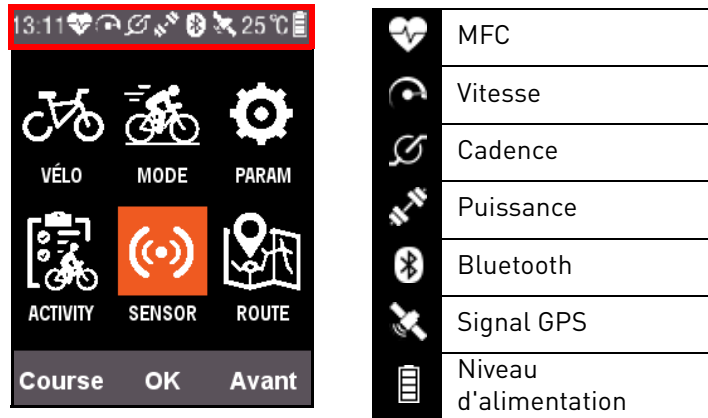 13:11 25 ℃
VÉLO MODE PARAM
ACTIVITY SENSOR ROUTE
Course OK Avant
MFC
Vitesse
Cadence
Puissance
Bluetooth
Signal GPS
Niveau
d'alimentation